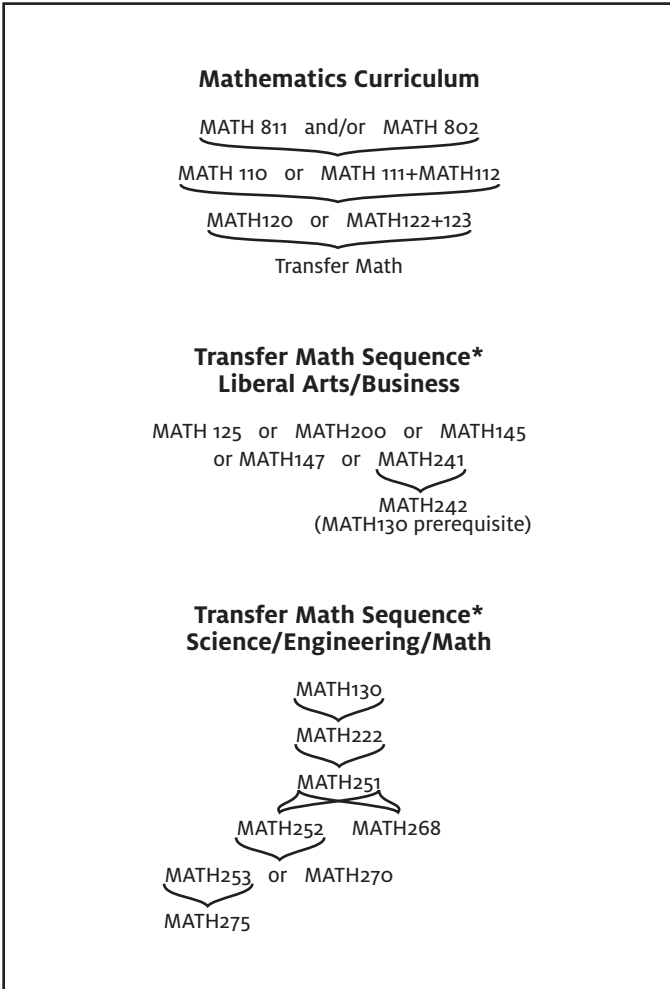 Mathematics Curriculum
MATH 811 and/or MATH 802
MATH 110 or MATH 111+MATH112
MATH120 or MATH122+123
Transfer Math
Transfer Math Sequence*
Liberal Arts/Business
MATH 125 or MATH200 or MATH145
or MATH147 or MATH241
MATH242
(MATH130 prerequisite)
Transfer Math Sequence*
Science/Engineering/Math
MATH130
MATH222
MATH251
MATH252 MATH268
MATH253 or MATH270
MATH275